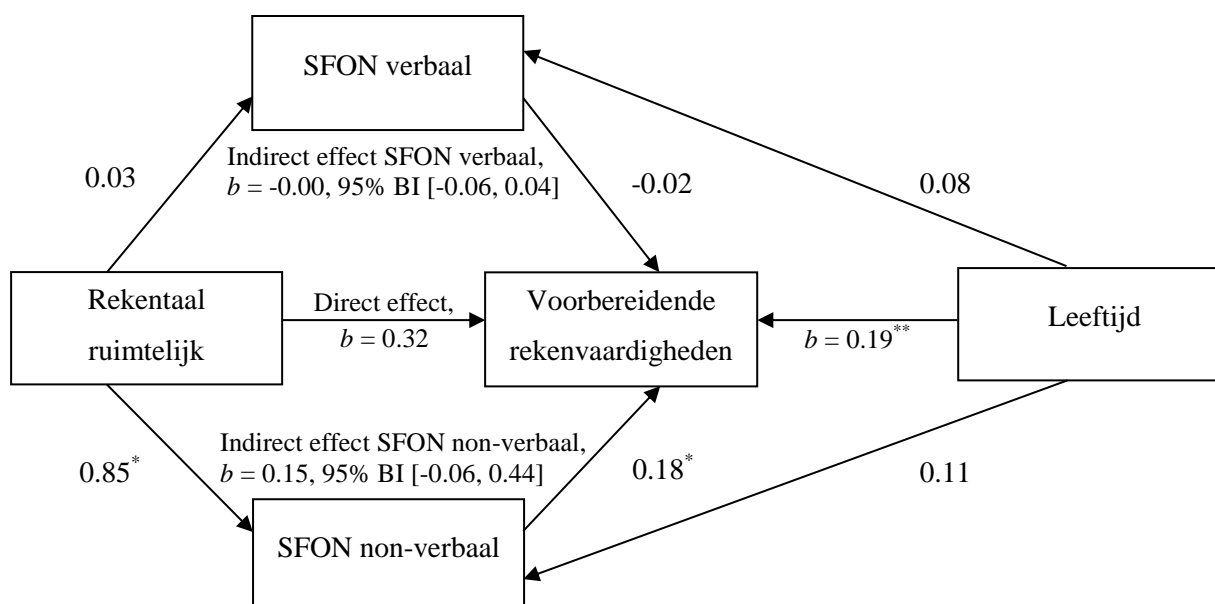 SFON verbaal
Indirect effect SFON verbaal,
b = -0.00, 95% BI [-0.06, 0.04]
0.03
-0.02
0.08
Rekentaal
ruimtelijk
Direct effect,
b = 0.32
Voorbereidende
rekenvaardigheden
b = 0.19**
Leeftijd
Indirect effect SFON non-verbaal,
b = 0.15, 95% BI [-0.06, 0.44]
0.85*
0.18*
0.11
SFON non-verbaal